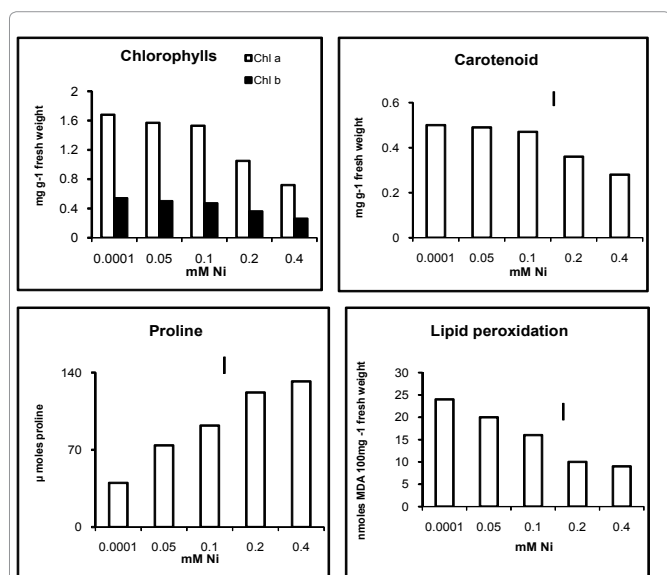 Chlorophylls
Chl a
Chl b
mg g-1 fresh weight
2
1.6
1.2
0.8
0.4
0
0.0001 0.05 0.1 0.2 0.4
mM Ni
Carotenoid
mg g-1 fresh weight
0.6
0.4
0.2
0
0.0001 0.05 0.1 0.2 0.4
mM Ni
Proline
µ moles proline
140
70
0
0.0001 0.05 0.1 0.2 0.4
mM Ni
Lipid peroxidation
nmoles MDA 100mg -1 fresh weight
30
25
20
15
10
5
0
0.0001 0.05 0.1 0.2 0.4
mM Ni